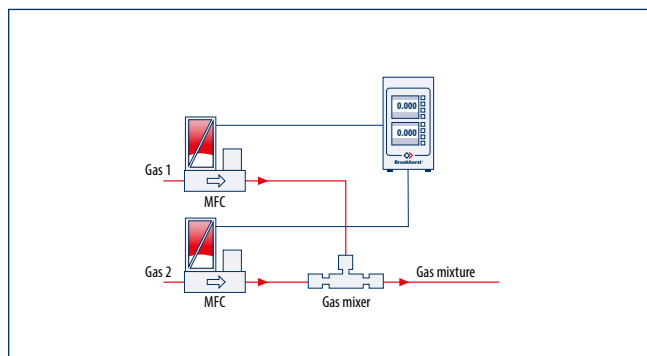 0.000
0.000
Bronkhorst®
Gas 1
MFC
Gas 2
MFC
Gas mixer
Gas mixture